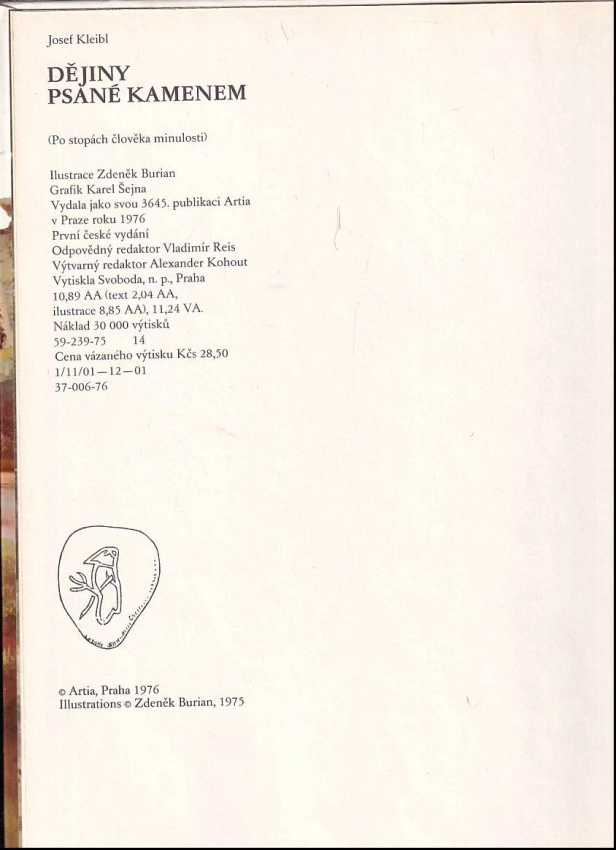 Josef Kleibl
DĚJINY
PSANÉ KAMENEM
(Po stopách člověka minulosti)
Ilustrace Zdeněk Burian
Grafik Karel Šejna
Vydala jako svou 3645. publikaci Artia
v Praze roku 1976
První české vydání
Odpovědný redaktor Vladimír Reis
Výtvarný redaktor Alexander Kohout
Vytiskla Svoboda, n. p., Praha
10,89 AA (text 2,04 AA,
ilustrace 8,85 AA), 11,24 VA.
Náklad 30 000 výtisků
59-239-75 14
Cena vázaného výtisku Kčs 28,50
1/11/01—12—01
37-006-76
© Artia, Praha 1976
Illustrations © Zdeněk Burian, 1975